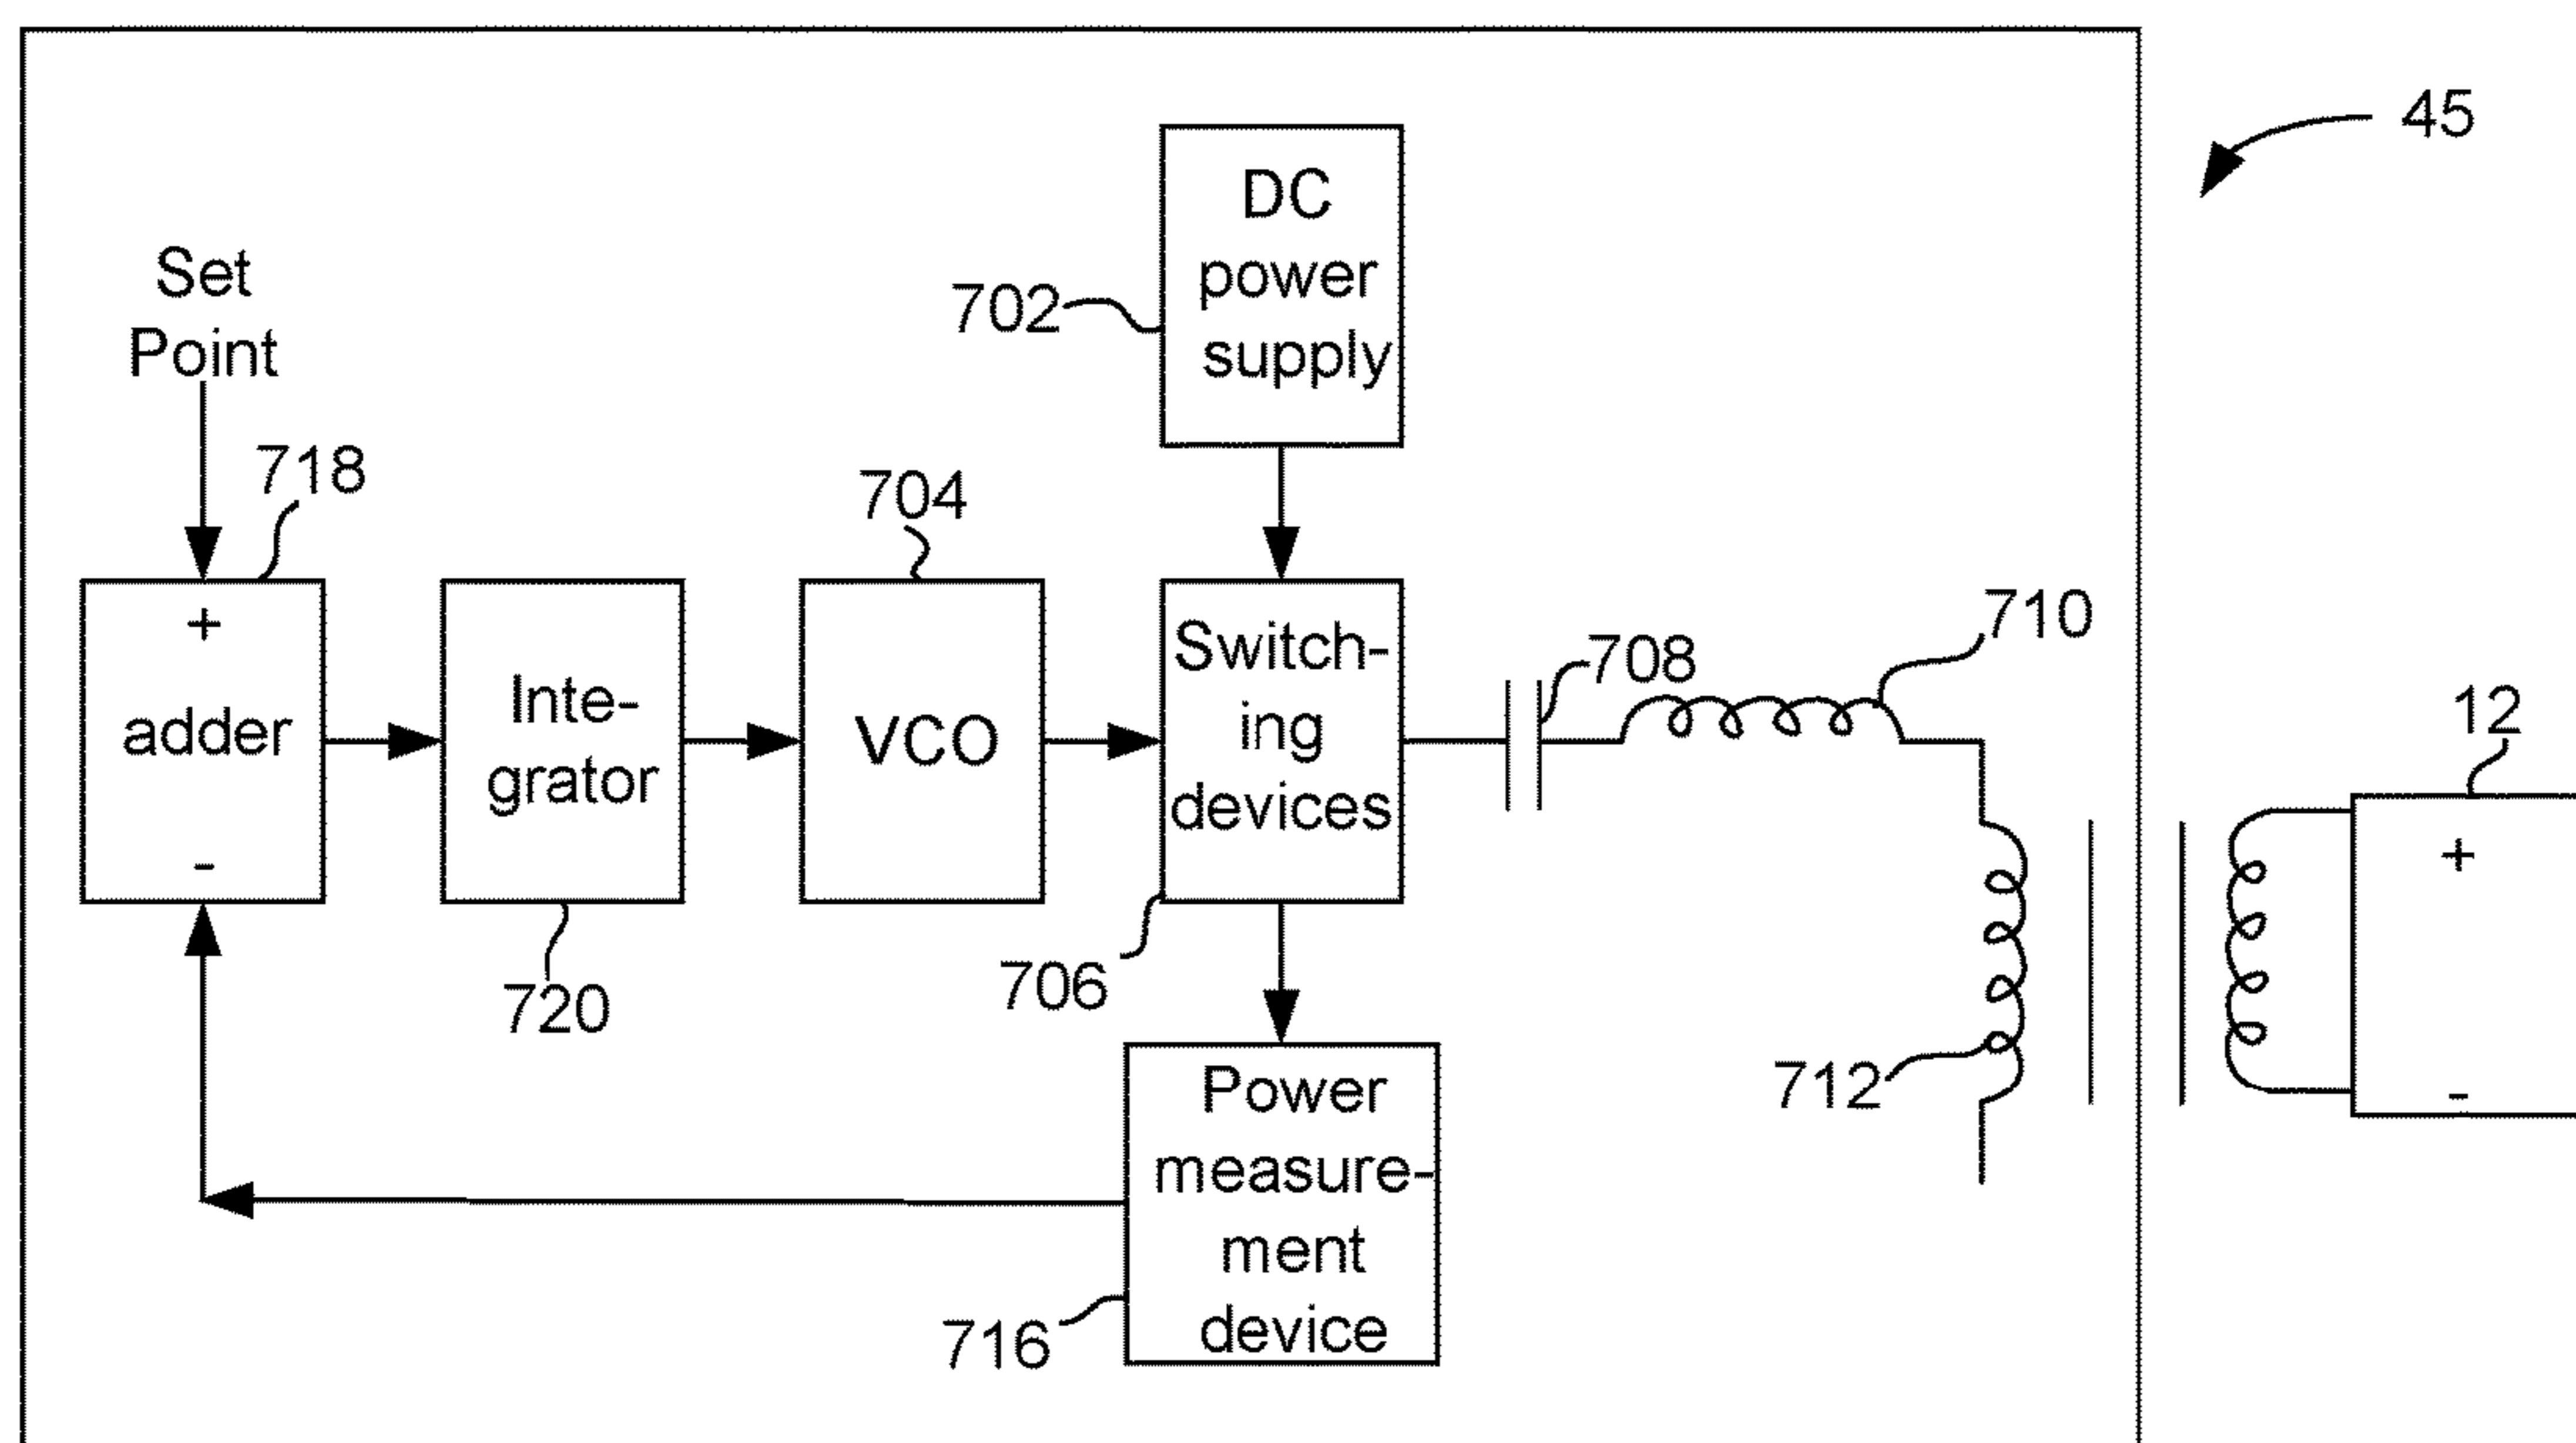 45
DC
power
supply
702
Set
Point
718
704
+
adder
-
Inte-
grator
720
VCO
Switch-
ing
devices
706
708
710
712
12
+
-
Power
measure-
ment
device
716